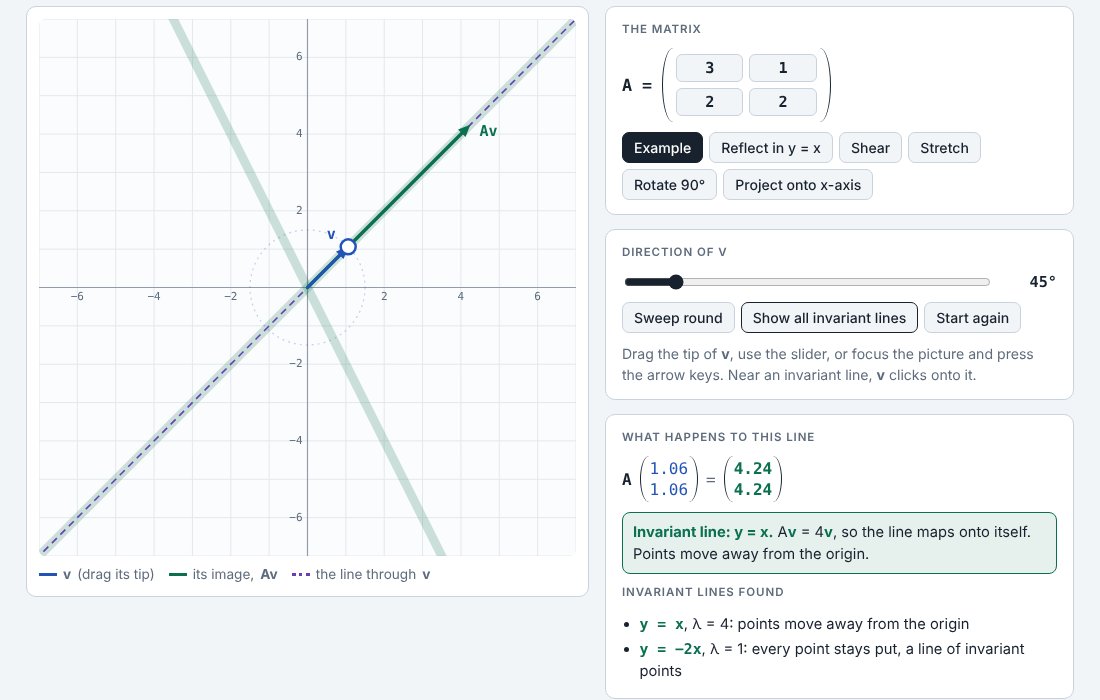 6
4
Av
2
v
−6
−4
−2
2
4
6
−2
−4
−6
v (drag its tip) its image, Av the line through v
THE MATRIX
A = 3 1
2 2
Example Reflect in y = x Shear Stretch
Rotate 90° Project onto x-axis
DIRECTION OF V
45°
Sweep round Show all invariant lines Start again
Drag the tip of v, use the slider, or focus the picture and press
the arrow keys. Near an invariant line, v clicks onto it.
WHAT HAPPENS TO THIS LINE
A 1.06 = 4.24
1.06 4.24
Invariant line: y = x. Av = 4v, so the line maps onto itself.
Points move away from the origin.
INVARIANT LINES FOUND
• y = x, λ = 4: points move away from the origin
• y = −2x, λ = 1: every point stays put, a line of invariant
points